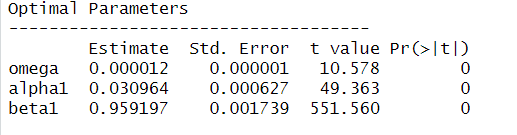 Optimal Parameters
------------------------------------
Estimate Std. Error t value Pr(>|t|)
omega 0.000012 0.000001 10.578 0
alpha1 0.030964 0.000627 49.363 0
beta1 0.959197 0.001739 551.560 0